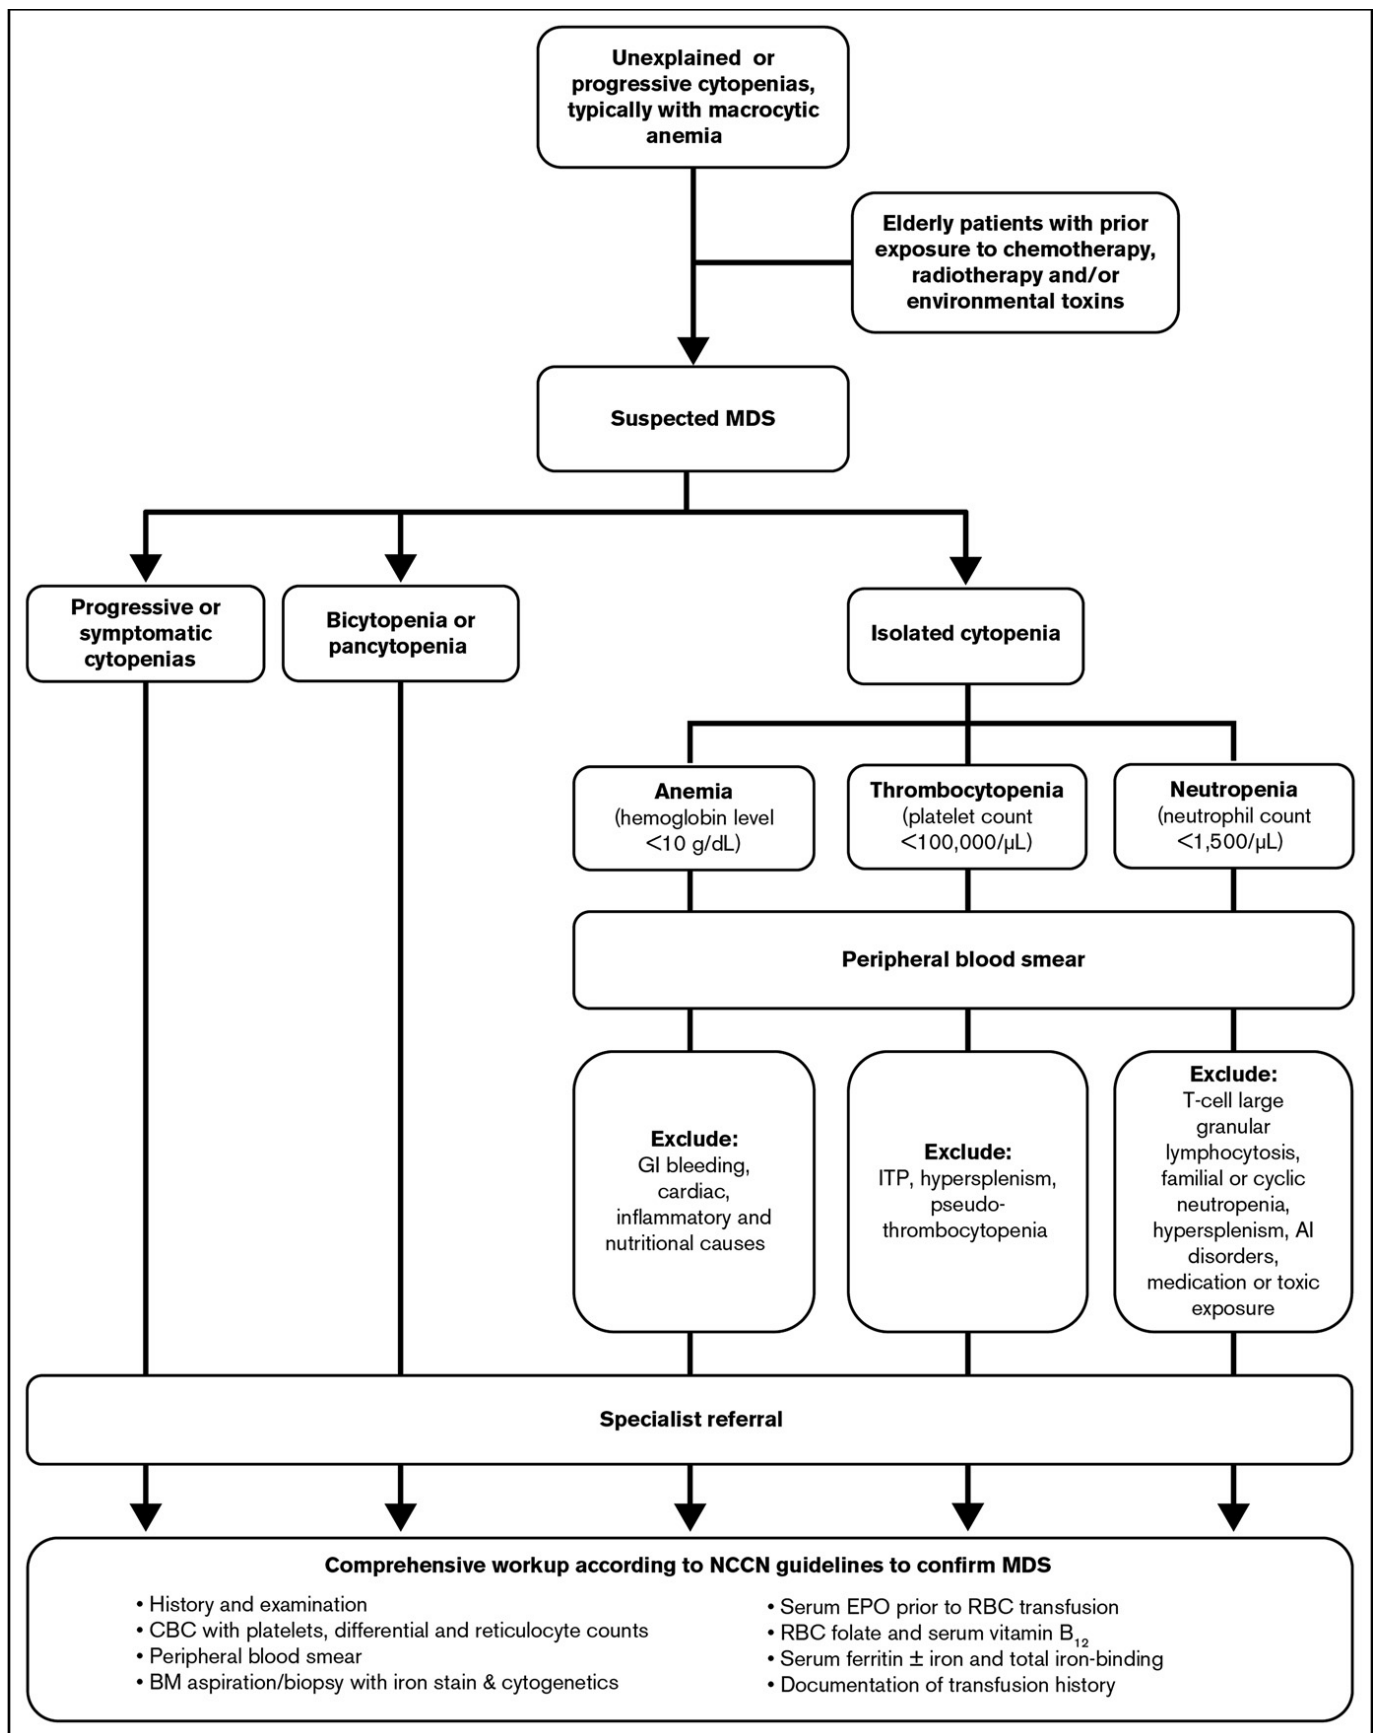 Unexplained or
progressive cytopenias,
typically with macrocytic
anemia
Elderly patients with prior
exposure to chemotherapy,
radiotherapy and/or
environmental toxins
Suspected MDS
Progressive or
symptomatic
cytopenias
Bicytopenia or
pancytopenia
Isolated cytopenia
Anemia
(hemoglobin level
<10 g/dL)
Thrombocytopenia
(platelet count
<100,000/µL)
Neutropenia
(neutrophil count
<1,500/µL)
Peripheral blood smear
Exclude:
GI bleeding,
cardiac,
inflammatory and
nutritional causes
Exclude:
ITP, hypersplenism,
pseudo-
thrombocytopenia
Exclude:
T-cell large
granular
lymphocytosis,
familial or cyclic
neutropenia,
hypersplenism, AI
disorders,
medication or toxic
exposure
Specialist referral
Comprehensive workup according to NCCN guidelines to confirm MDS
• History and examination
• CBC with platelets, differential and reticulocyte counts
• Peripheral blood smear
• BM aspiration/biopsy with iron stain & cytogenetics
• Serum EPO prior to RBC transfusion
• RBC folate and serum vitamin B₁₂
• Serum ferritin ± iron and total iron-binding
• Documentation of transfusion history